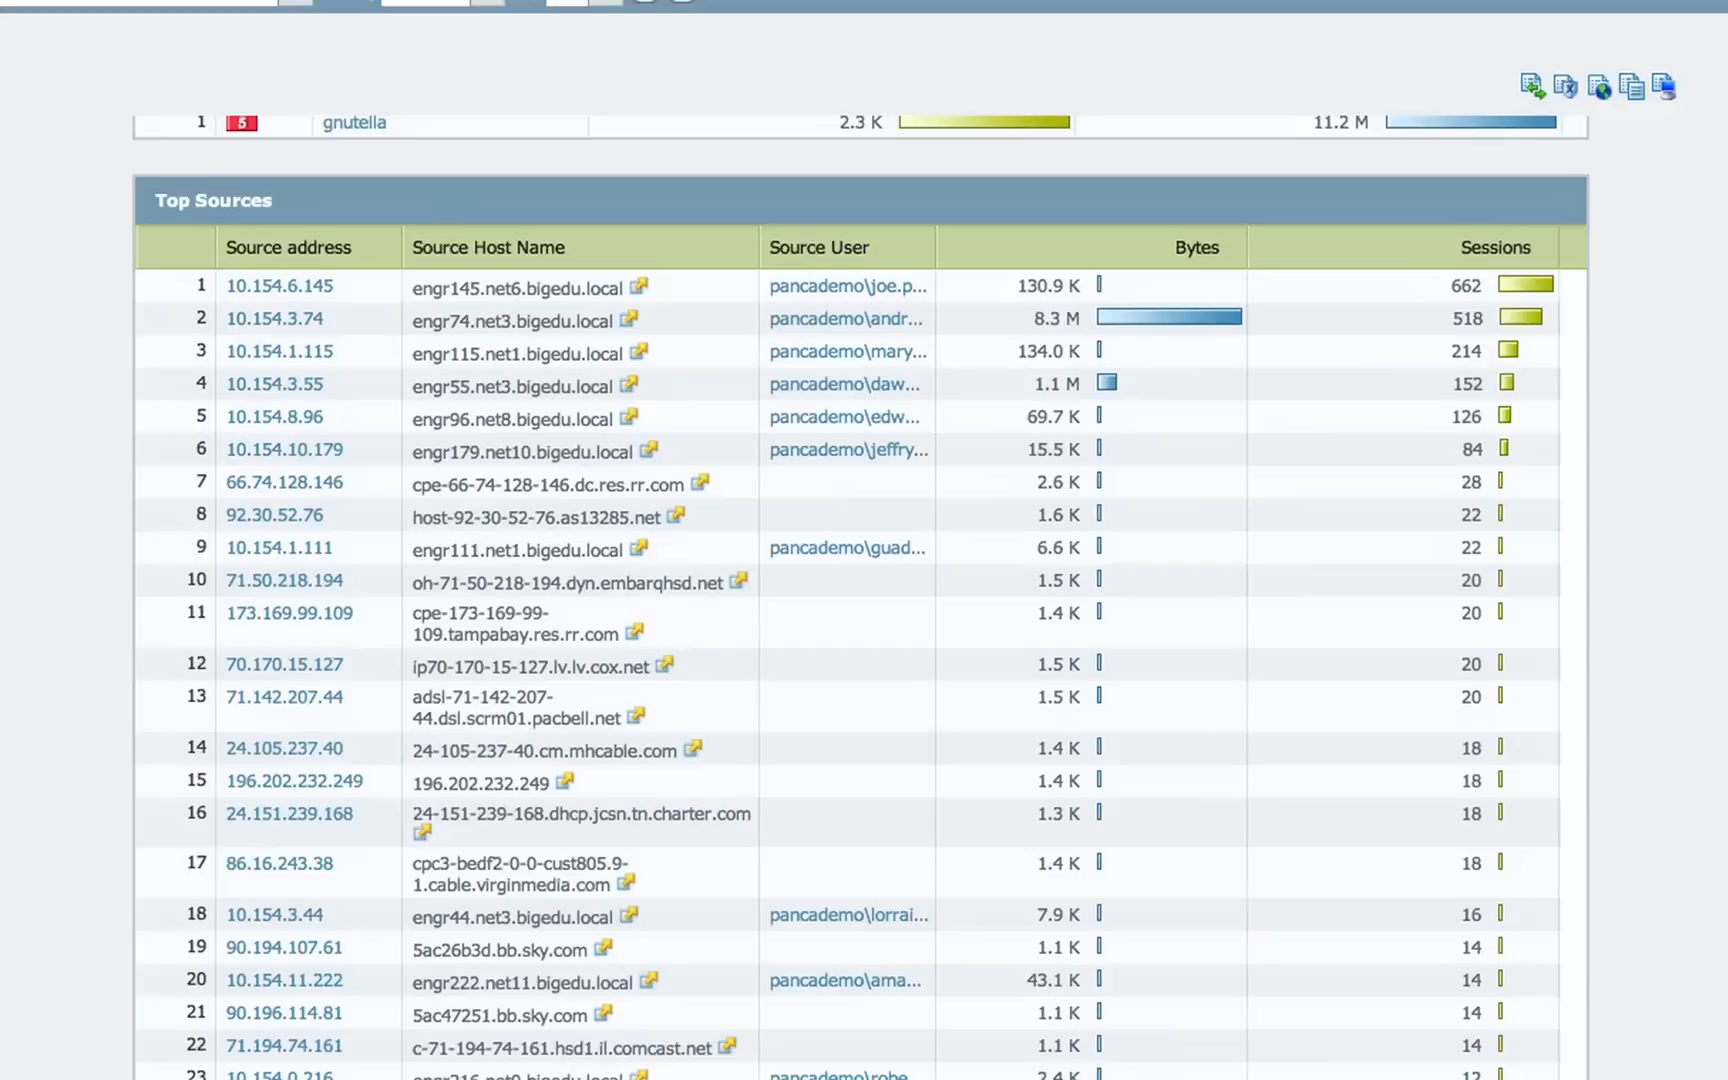 1 5 gnutella 2.3 K 11.2 M
Top Sources
Source address Source Host Name Source User Bytes Sessions
1 10.154.6.145 engr145.net6.bigedu.local pancademo\joe.p... 130.9 K 662
2 10.154.3.74 engr74.net3.bigedu.local pancademo\andr... 8.3 M 518
3 10.154.1.115 engr115.net1.bigedu.local pancademo\mary... 134.0 K 214
4 10.154.3.55 engr55.net3.bigedu.local pancademo\daw... 1.1 M 152
5 10.154.8.96 engr96.net8.bigedu.local pancademo\edw... 69.7 K 126
6 10.154.10.179 engr179.net10.bigedu.local pancademo\jeffry... 15.5 K 84
7 66.74.128.146 cpe-66-74-128-146.dc.res.rr.com 2.6 K 28
8 92.30.52.76 host-92-30-52-76.as13285.net 1.6 K 22
9 10.154.1.111 engr111.net1.bigedu.local pancademo\guad... 6.6 K 22
10 71.50.218.194 oh-71-50-218-194.dyn.embarqhsd.net 1.5 K 20
11 173.169.99.109 cpe-173-169-99- 1.4 K 20
109.tampabay.res.rr.com
12 70.170.15.127 ip70-170-15-127.lv.lv.cox.net 1.5 K 20
13 71.142.207.44 adsl-71-142-207- 1.5 K 20
44.dsl.scrm01.pacbell.net
14 24.105.237.40 24-105-237-40.cm.mhcable.com 1.4 K 18
15 196.202.232.249 196.202.232.249 1.4 K 18
16 24.151.239.168 24-151-239-168.dhcp.jcsn.tn.charter.com 1.3 K 18
17 86.16.243.38 cpc3-bedf2-0-0-cust805.9- 1.4 K 18
1.cable.virginmedia.com
18 10.154.3.44 engr44.net3.bigedu.local pancademo\lorrai... 7.9 K 16
19 90.194.107.61 5ac26b3d.bb.sky.com 1.1 K 14
20 10.154.11.222 engr222.net11.bigedu.local pancademo\ama... 43.1 K 14
21 90.196.114.81 5ac47251.bb.sky.com 1.1 K 14
22 71.194.74.161 c-71-194-74-161.hsd1.il.comcast.net 1.1 K 14
23 10.154.0.216 engr216.net0.bigedu.local pancademo\robe... 2.4 K 12